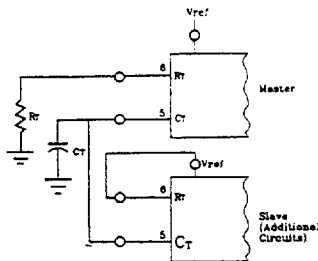 Vref
6
RT
RT
Master
5
CT
CT
Vref
6
RT
Slave
(Additional
Circuits)
5
CT